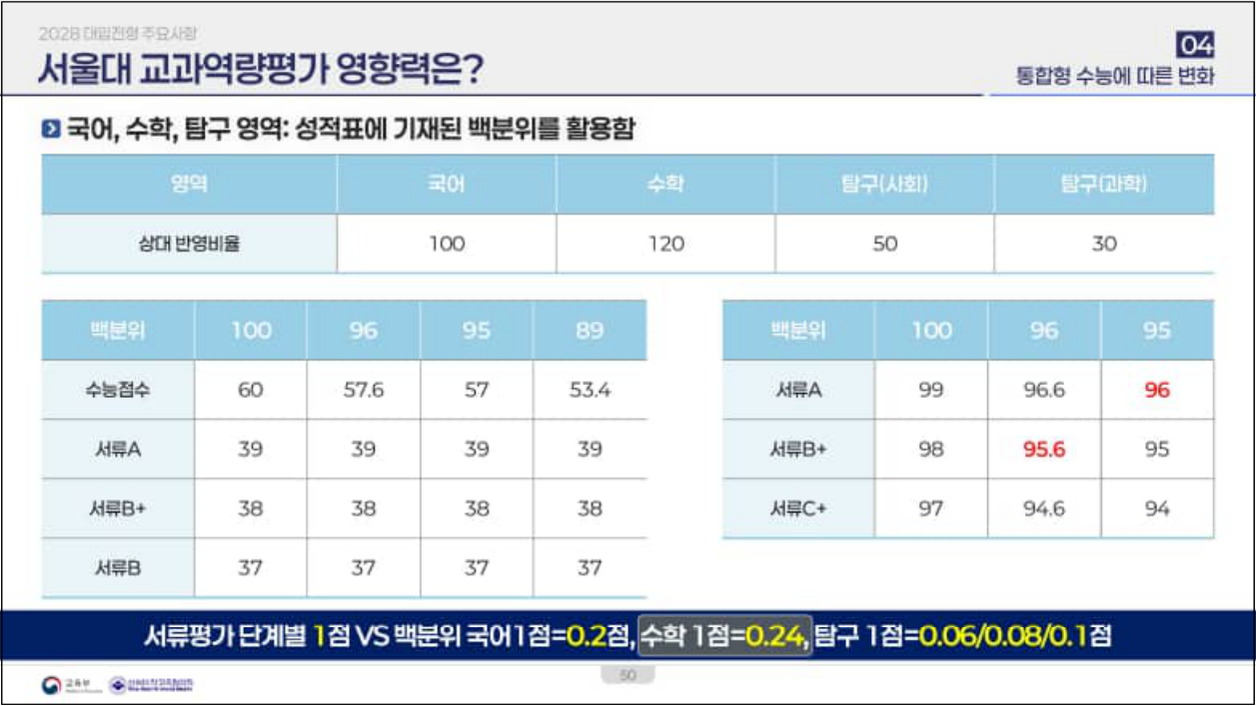 2028 대입전형 주요사항
서울대 교과역량평가 영향력은?
04
통합형 수능에 따른 변화
국어, 수학, 탐구 영역: 성적표에 기재된 백분위를 활용함
영역 국어 수학 탐구(사회) 탐구(과학)
상대 반영비율 100 120 50 30
백분위 100 96 95 89
수능점수 60 57.6 57 53.4
서류A 39 39 39 39
서류B+ 38 38 38 38
서류B 37 37 37 37
백분위 100 96 95
서류A 99 96.6 96
서류B+ 98 95.6 95
서류C+ 97 94.6 94
서류평가 단계별 1점 VS 백분위 국어1점=0.2점, 수학 1점=0.24, 탐구 1점=0.06/0.08/0.1점
50
교육부